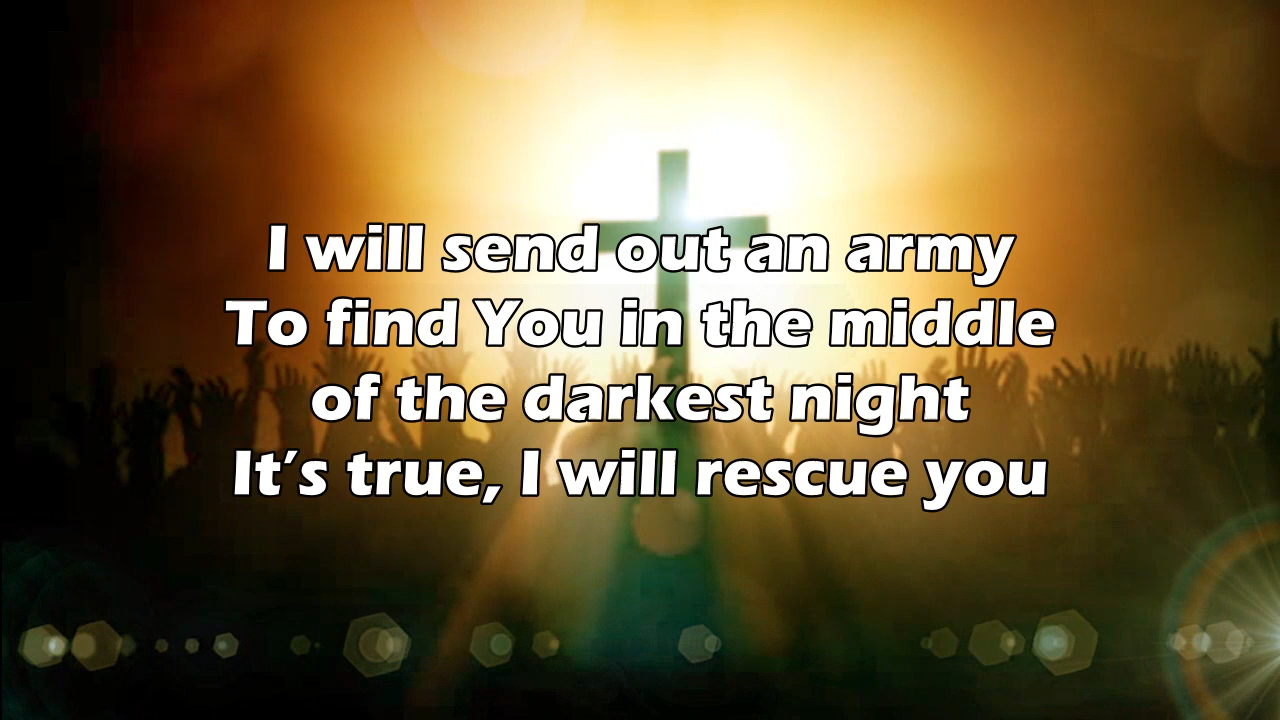 I will send out an army
To find You in the middle
of the darkest night
It's true, I will rescue you